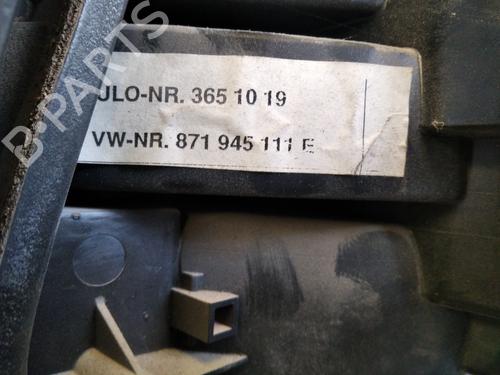 B-PARTS
ULO-NR. 365 10 19
VW-NR. 871 945 111 E